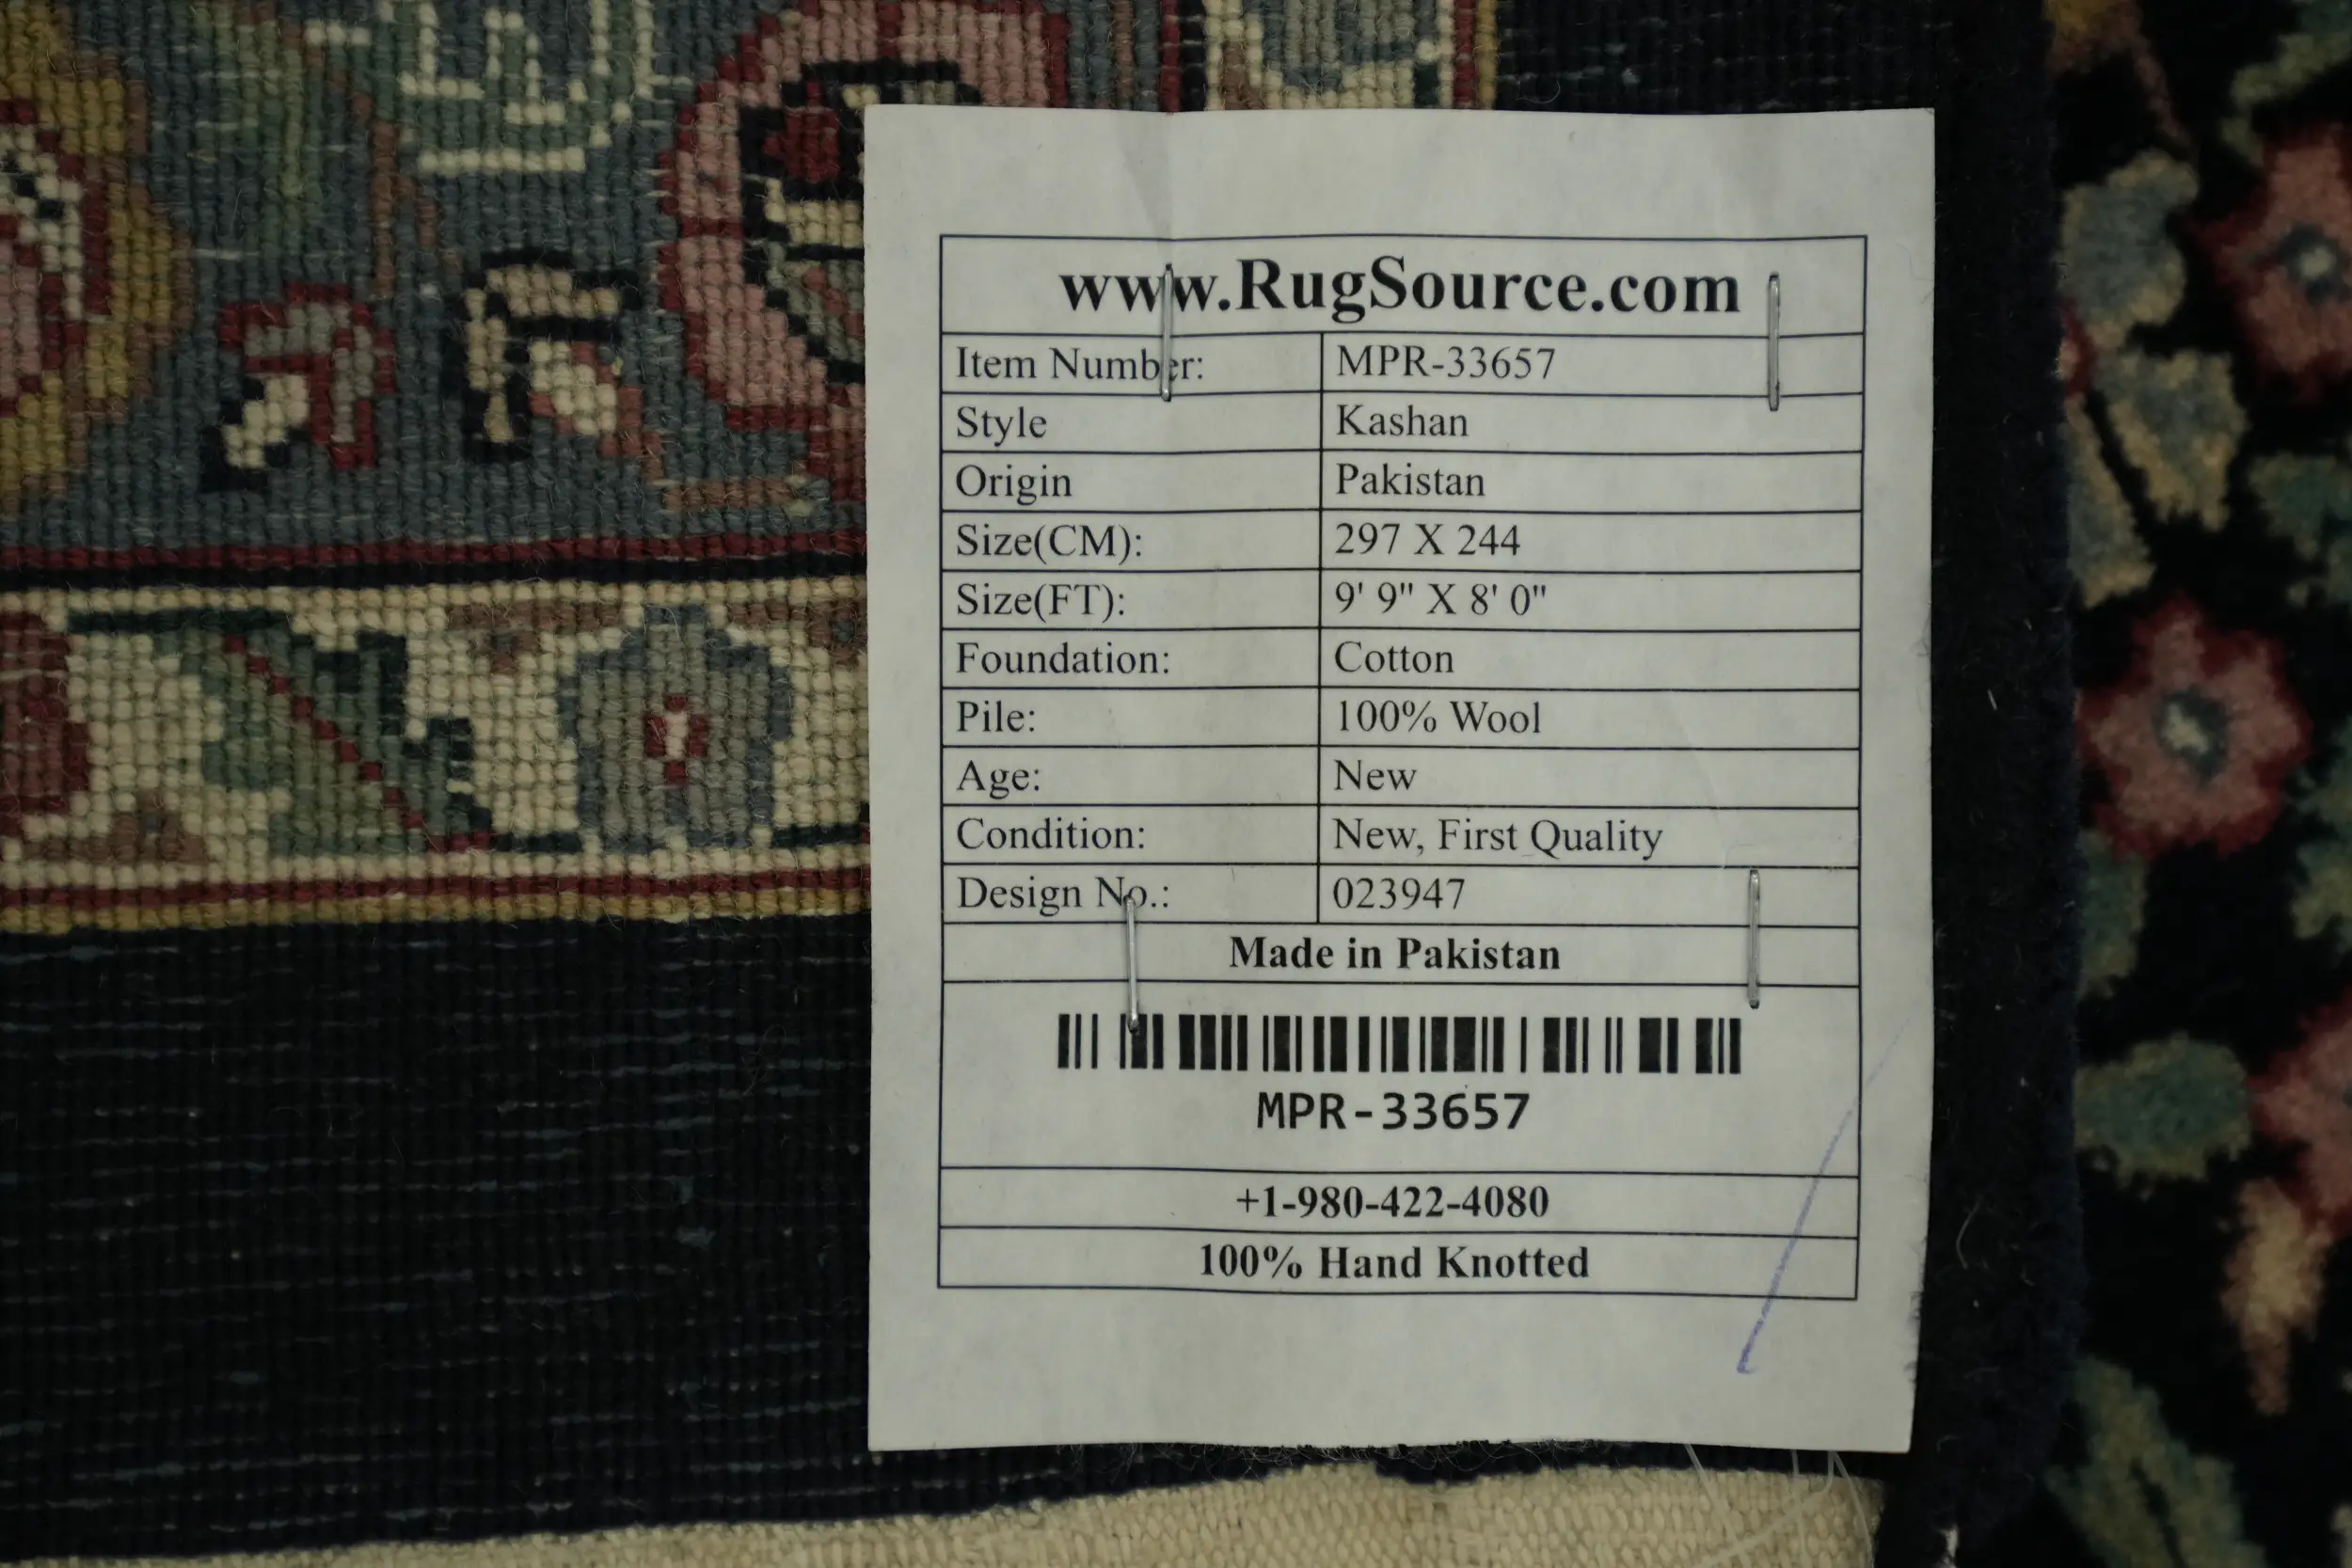 www.RugSource.com
Item Number: MPR-33657
Style Kashan
Origin Pakistan
Size(CM): 297 X 244
Size(FT): 9' 9" X 8' 0"
Foundation: Cotton
Pile: 100% Wool
Age: New
Condition: New, First Quality
Design No.: 023947
Made in Pakistan
MPR-33657
+1-980-422-4080
100% Hand Knotted